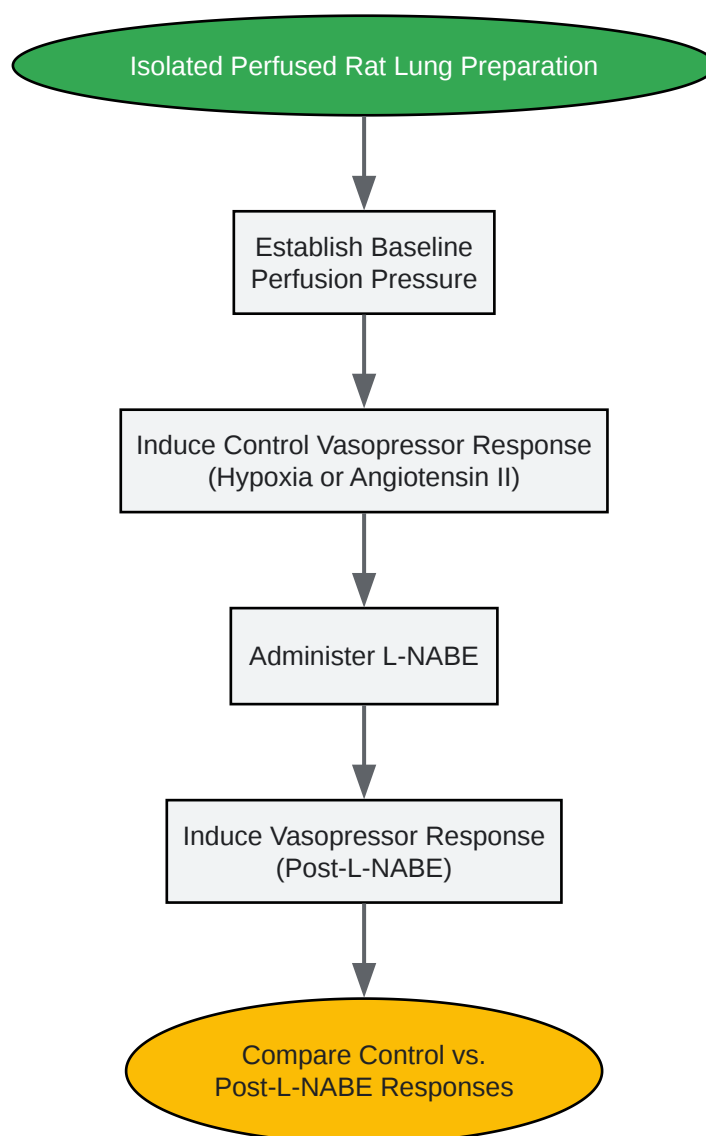 Isolated Perfused Rat Lung Preparation
Establish Baseline
Perfusion Pressure
Induce Control Vasopressor Response
(Hypoxia or Angiotensin II)
Administer L-NABE
Induce Vasopressor Response
(Post-L-NABE)
Compare Control vs.
Post-L-NABE Responses